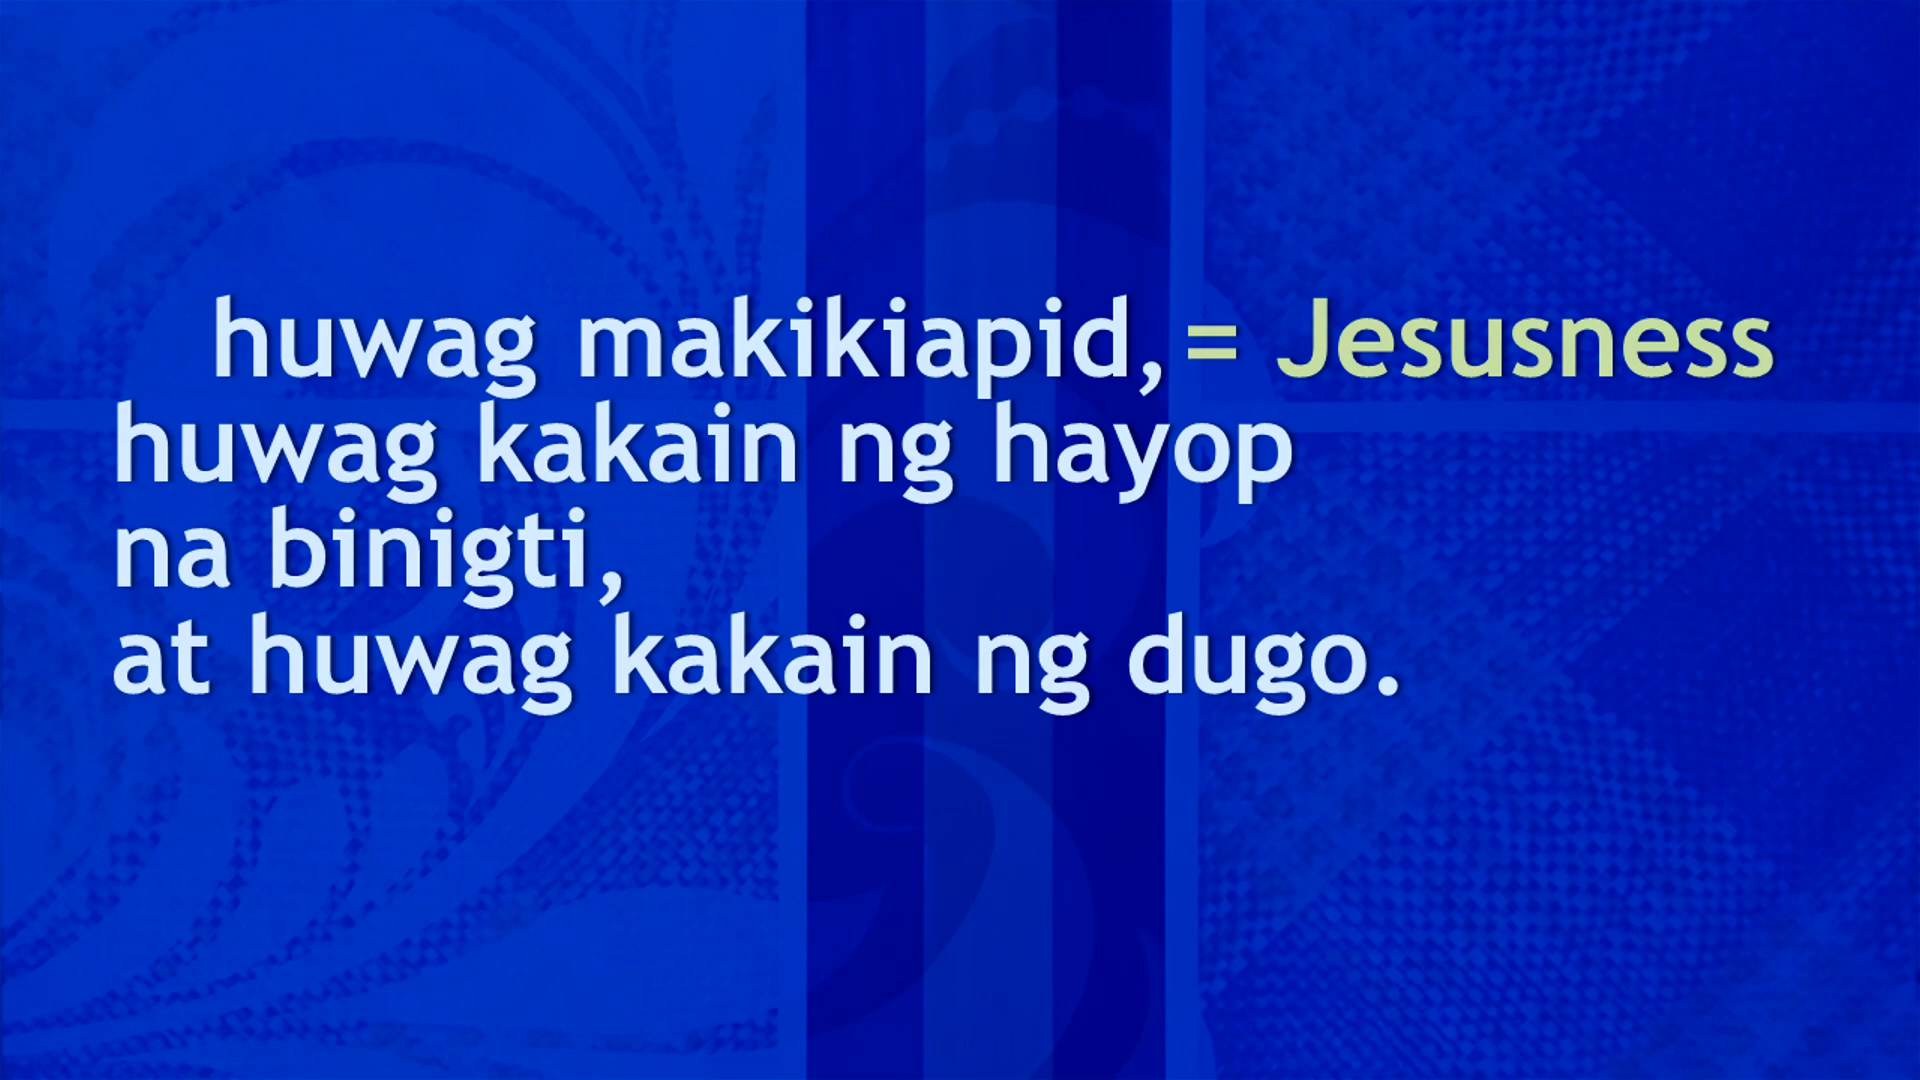 huwag makikiapid, = Jesusness
huwag kakain ng hayop
na binigti,
at huwag kakain ng dugo.